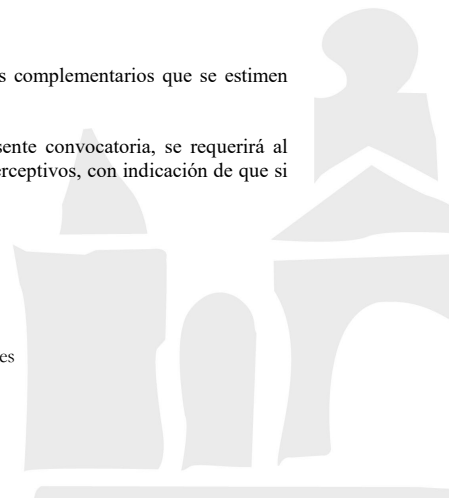 s complementarios que se estimen
sente convocatoria, se requerirá al
erceptivos, con indicación de que si
es